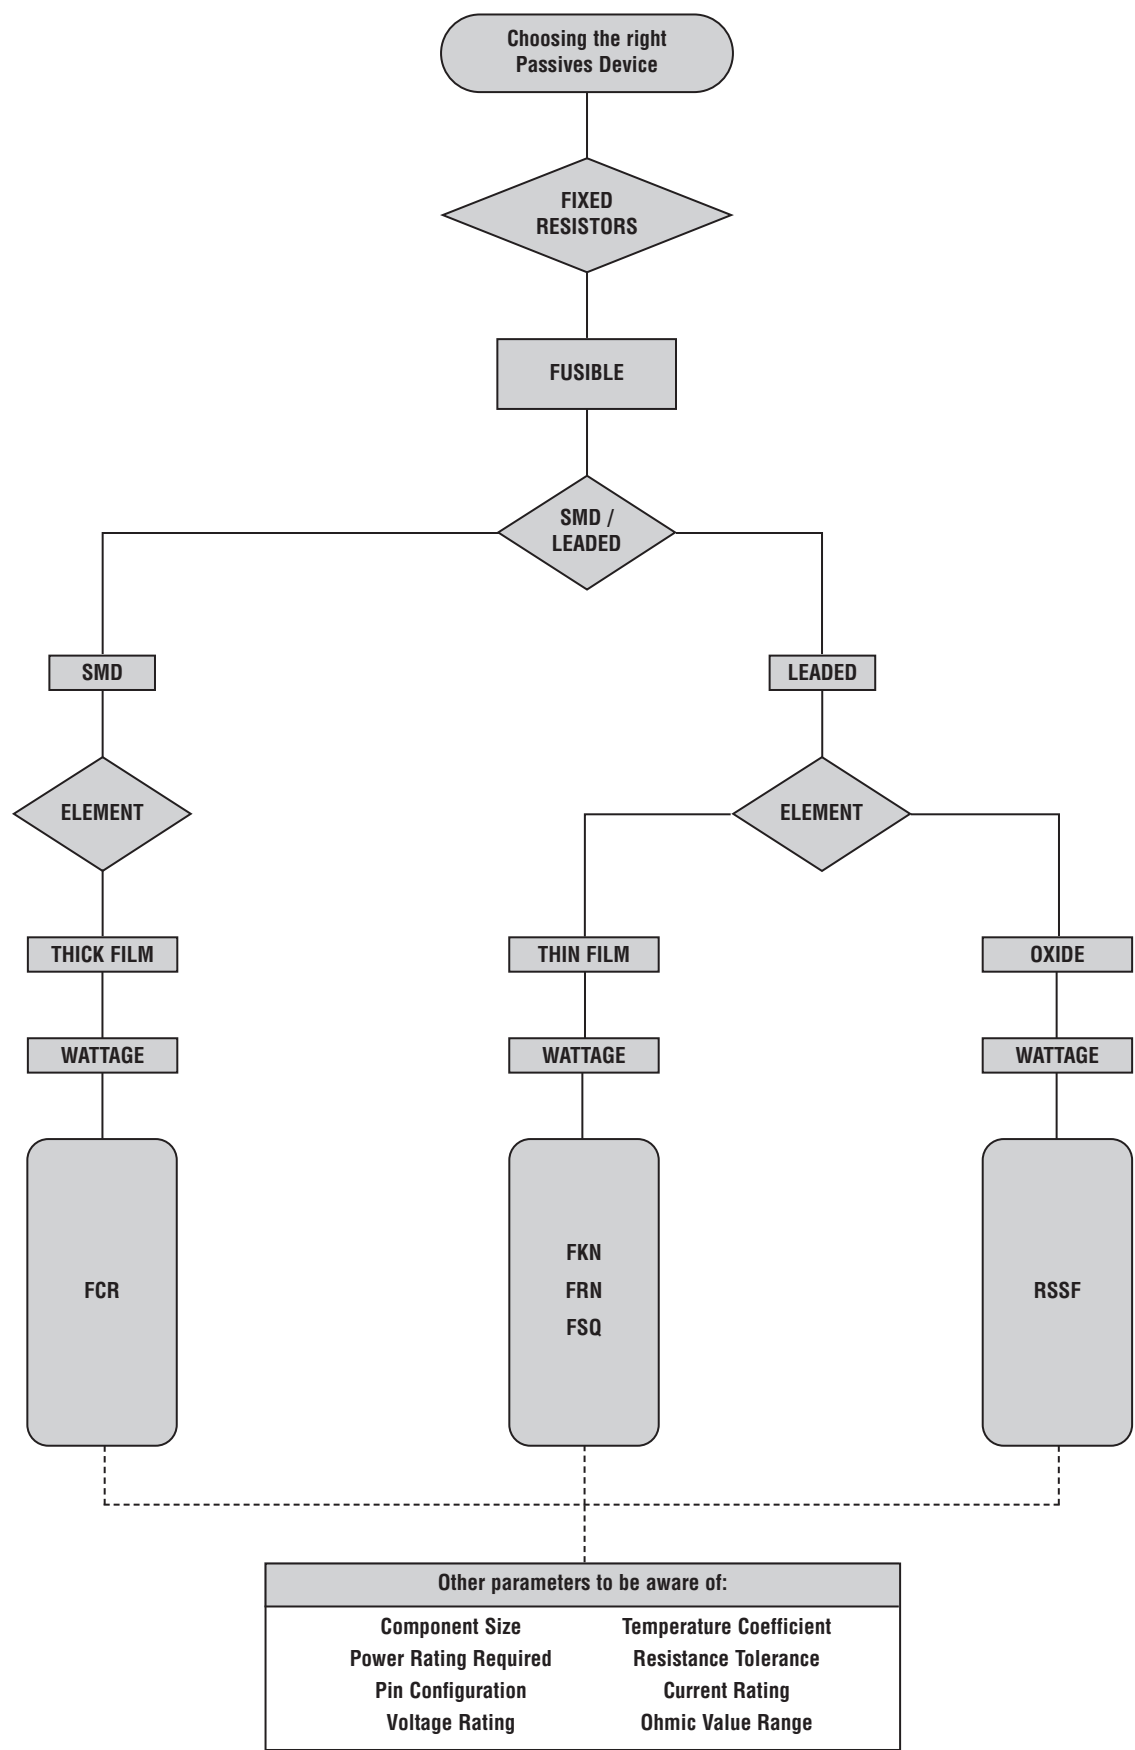 Choosing the right
Passives Device
FIXED
RESISTORS
FUSIBLE
SMD /
LEADED
SMD
LEADED
ELEMENT
ELEMENT
THICK FILM
THIN FILM
OXIDE
WATTAGE
WATTAGE
WATTAGE
FCR
FKN
FRN
FSQ
RSSF
Other parameters to be aware of:
Component Size
Temperature Coefficient
Power Rating Required
Resistance Tolerance
Pin Configuration
Current Rating
Voltage Rating
Ohmic Value Range